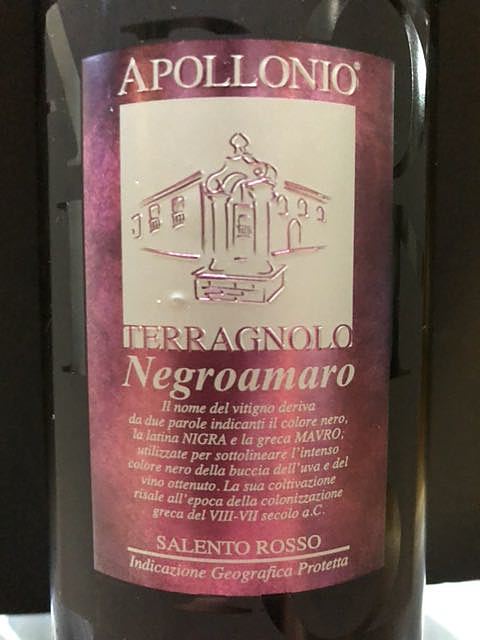 APOLLONIO®
TERRAGNOLO
Negroamaro
Il nome del vitigno deriva
da due parole indicanti il colore nero,
la latina NIGRA e la greca MAVRO;
utilizzate per sottolineare l'intenso
colore nero della buccia dell'uva e del
vino ottenuto. La sua coltivazione
risale all'epoca della colonizzazione
greca del VIII-VII secolo a.C.
SALENTO ROSSO
Indicazione Geografica Protetta